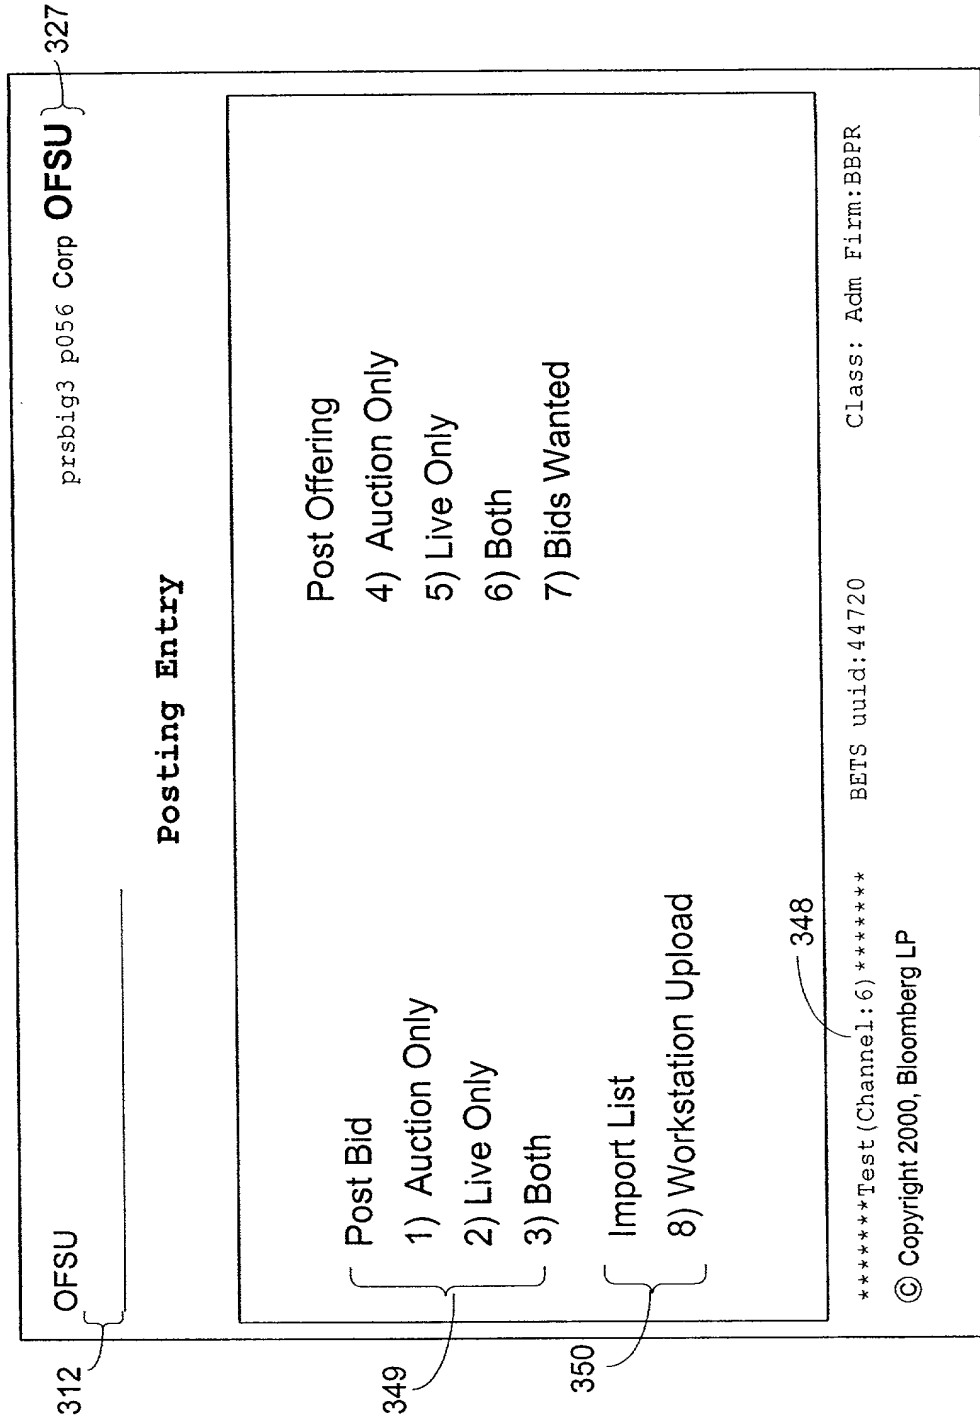 327
OFSU
prsbig3 p056 Corp OFSU
312
Posting Entry
Post Bid
1) Auction Only
2) Live Only
3) Both
349
Post Offering
4) Auction Only
5) Live Only
6) Both
7) Bids Wanted
Import List
8) Workstation Upload
350
348
******Test(Channel:6)******* BETS uuid:44720 Class: Adm Firm:BBPR
© Copyright 2000, Bloomberg LP